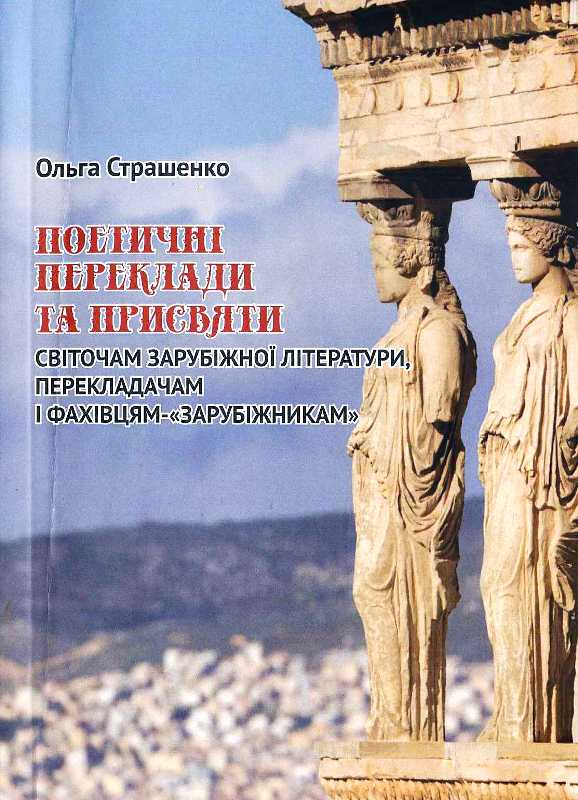 Ольга Страшенко
ПОЕТИЧНІ
ПЕРЕКЛАДИ
ТА ПРИСВЯТИ
СВІТОЧАМ ЗАРУБІЖНОЇ ЛІТЕРАТУРИ,
ПЕРЕКЛАДАЧАМ
І ФАХІВЦЯМ-«ЗАРУБІЖНИКАМ»